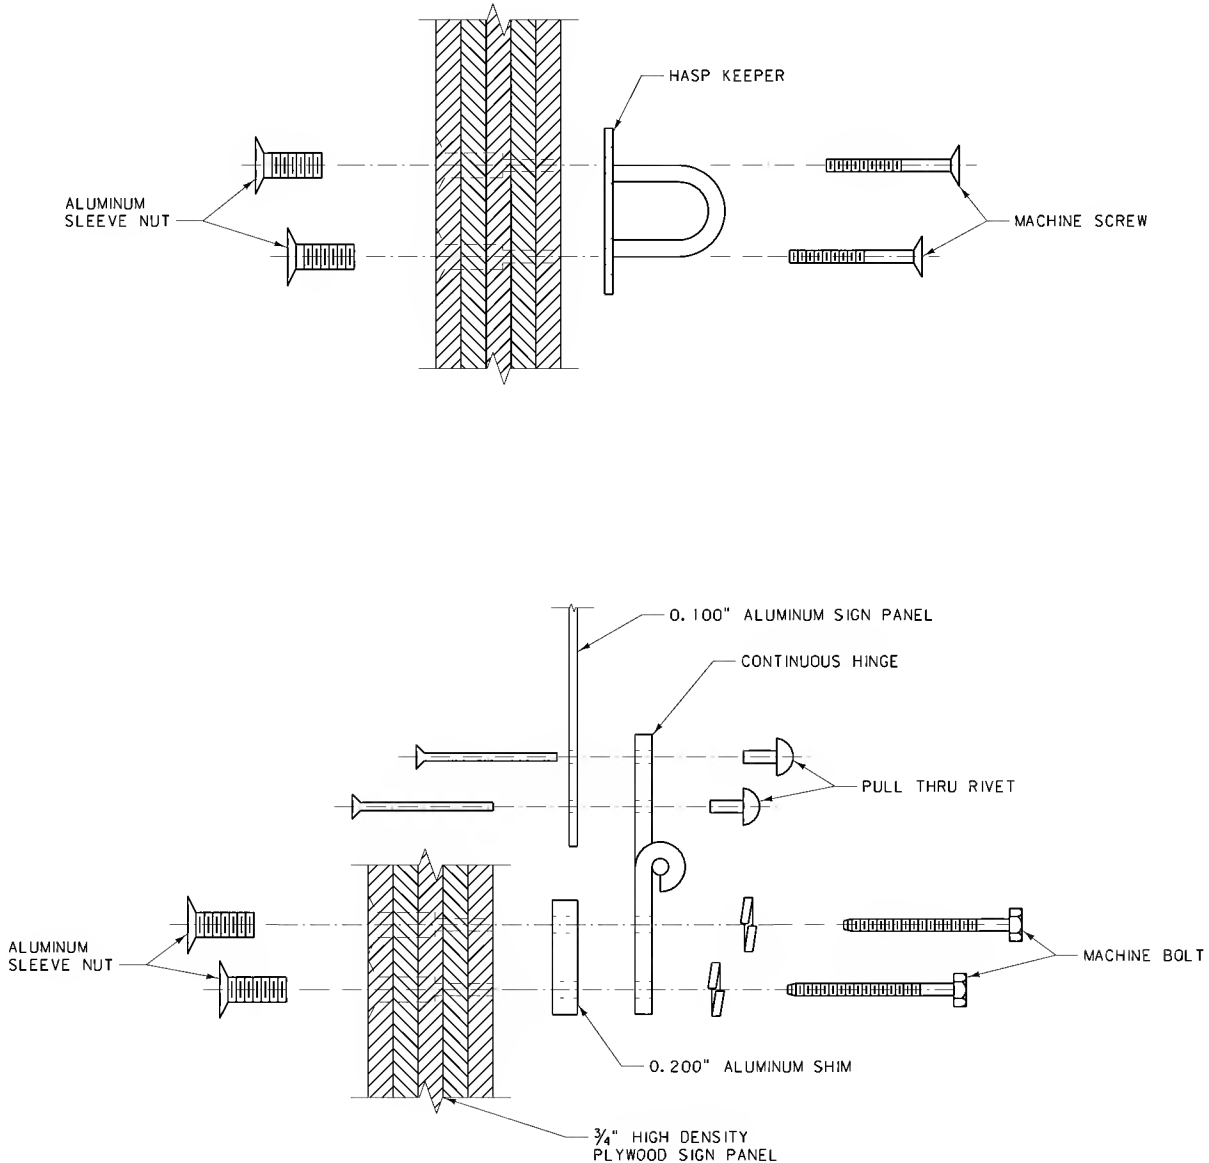 HASP KEEPER
ALUMINUM
SLEEVE NUT
MACHINE SCREW
0.100" ALUMINUM SIGN PANEL
CONTINUOUS HINGE
PULL THRU RIVET
ALUMINUM
SLEEVE NUT
MACHINE BOLT
0.200" ALUMINUM SHIM
3/4" HIGH DENSITY
PLYWOOD SIGN PANEL